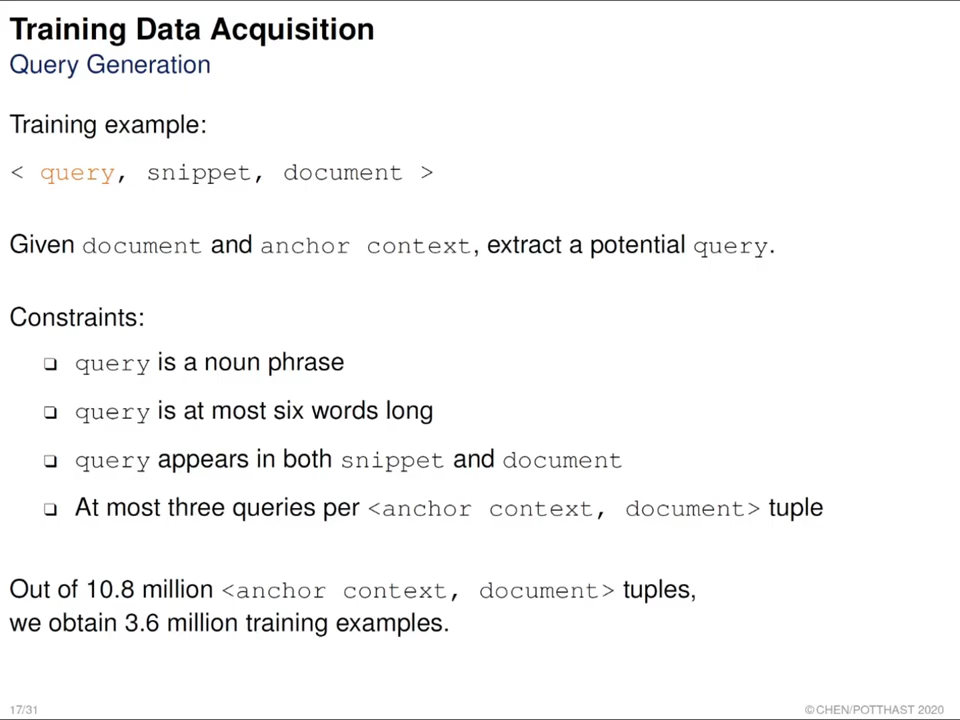 Training Data Acquisition
Query Generation
Training example:
< query, snippet, document >
Given document and anchor context, extract a potential query.
Constraints:
❏ query is a noun phrase
❏ query is at most six words long
❏ query appears in both snippet and document
❏ At most three queries per <anchor context, document> tuple
Out of 10.8 million <anchor context, document> tuples,
we obtain 3.6 million training examples.
17/31
© CHEN/POTTHAST 2020